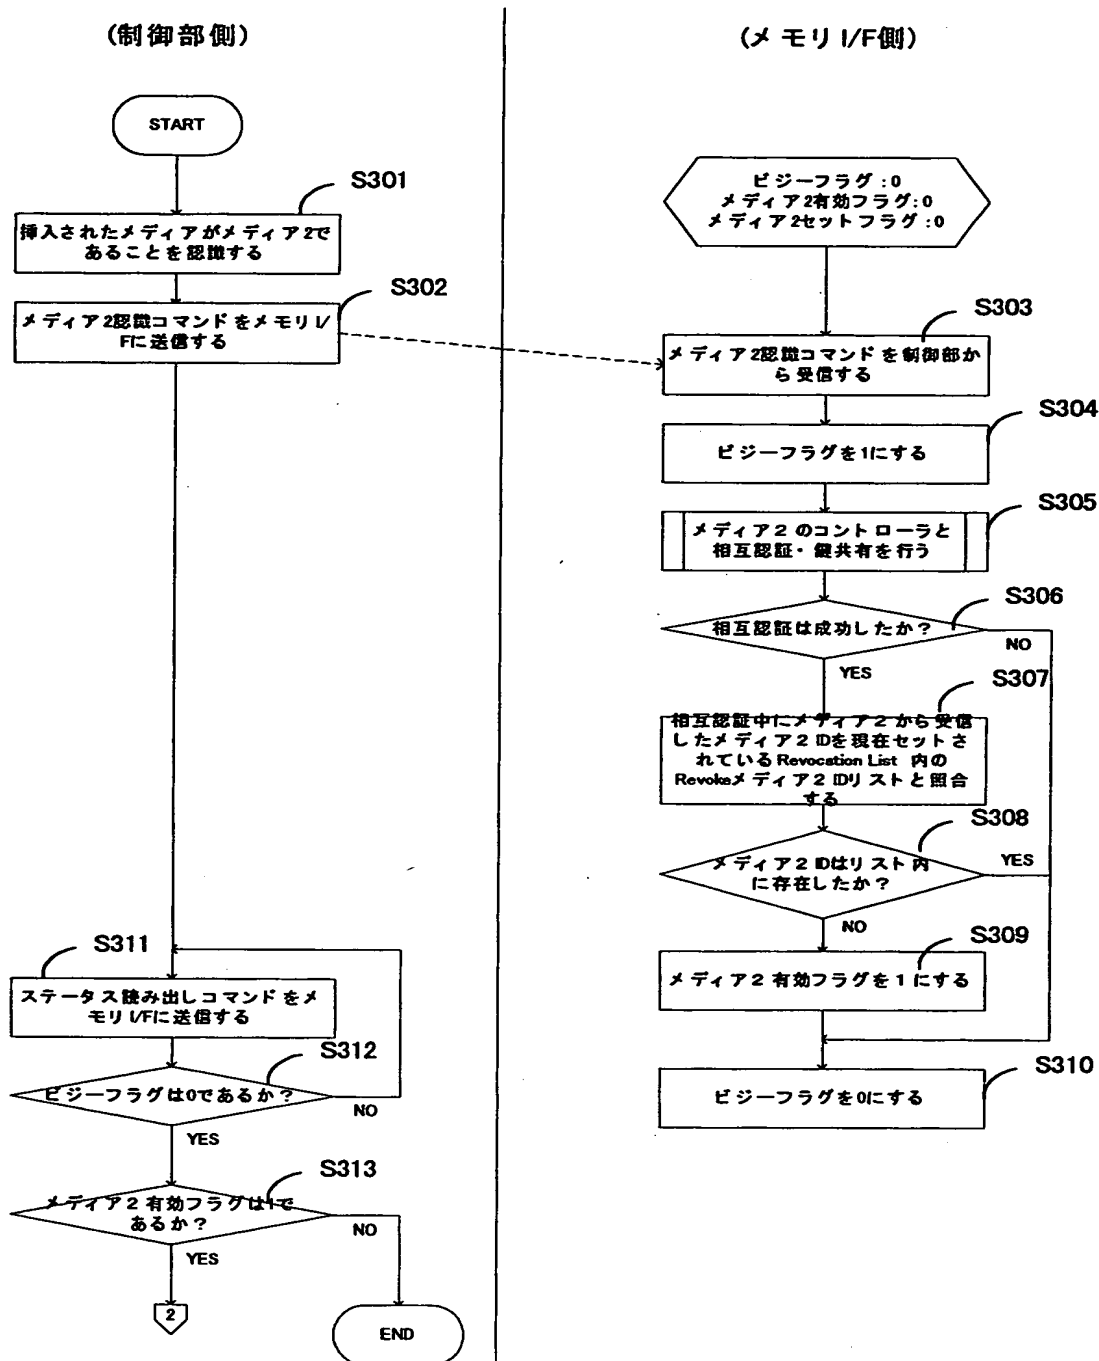 (制御部側)
(メモリI/F側)
START
S301
挿入されたメディアがメディア2で
あることを認識する
S302
メディア2認識コマンドをメモリI/
Fに送信する
ビジーフラグ:0
メディア2有効フラグ:0
メディア2セットフラグ:0
S303
メディア2認識コマンドを制御部か
ら受信する
S304
ビジーフラグを1にする
S305
メディア2のコントローラと
相互認証・鍵共有を行う
S306
相互認証は成功したか?
NO
YES
S307
相互認証中にメディア2から受信
したメディア2IDを現在セットさ
れているRevocation List 内の
Revokeメディア2IDリストと照合
する
S308
メディア2IDはリスト内
に存在したか?
YES
NO
S309
メディア2有効フラグを1にする
S310
ビジーフラグを0にする
S311
ステータス読み出しコマンドをメ
モリI/Fに送信する
S312
ビジーフラグは0であるか?
NO
YES
S313
メディア2有効フラグは1で
あるか?
NO
YES
2
END